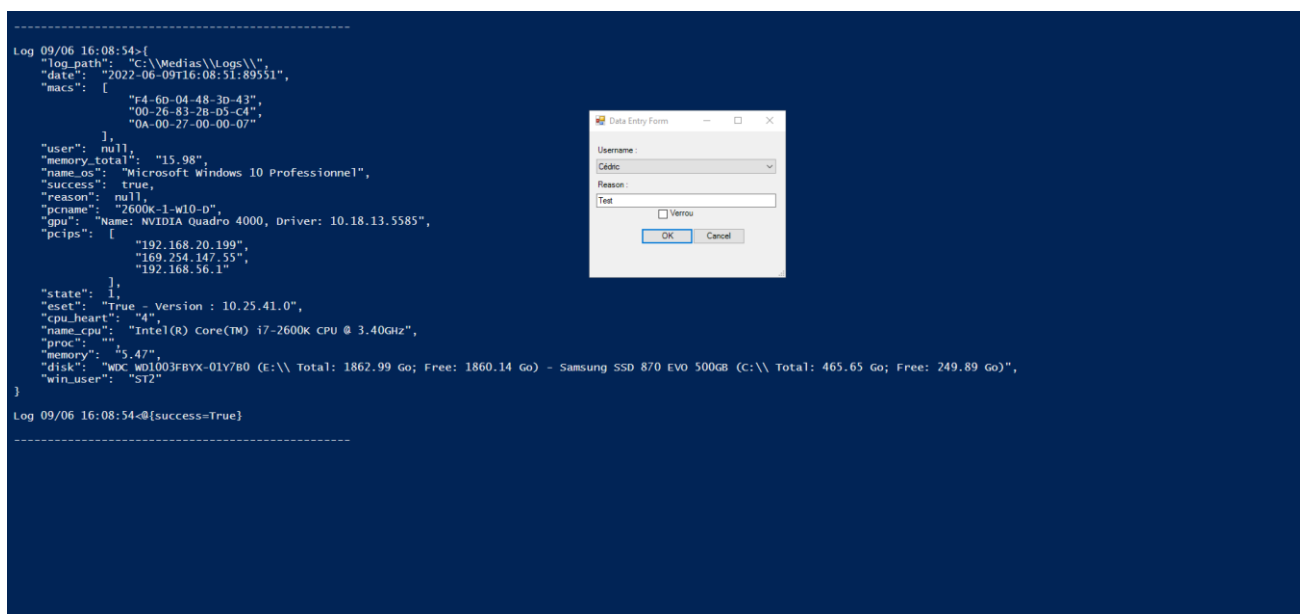 --------------------------------------------------
Log 09/06 16:08:54>{
"log_path":  "C:\\Medias\\Logs\\",
"date":  "2022-06-09T16:08:51:89551",
"macs":  [
"F4-6D-04-48-3D-43",
"00-26-83-2B-D5-C4",
"0A-00-27-00-00-07"
],
"user":  null,
"memory_total":  "15.98",
"name_os":  "Microsoft Windows 10 Professionnel",
"success":  true,
"reason":  null,
"pcname":  "2600K-1-W10-D",
"gpu":  "Name: NVIDIA Quadro 4000, Driver: 10.18.13.5585",
"pcips":  [
"192.168.20.199",
"169.254.147.55",
"192.168.56.1"
],
"state":  1,
"eset":  "True - Version : 10.25.41.0",
"cpu_heart":  "4",
"name_cpu":  "Intel(R) Core(TM) i7-2600K CPU @ 3.40GHz",
"proc":  "",
"memory":  "5.47",
"disk":  "WDC WD1003FBYX-01Y7B0 (E:\\ Total: 1862.99 Go; Free: 1860.14 Go) - Samsung SSD 870 EVO 500GB (C:\\ Total: 465.65 Go; Free: 249.89 Go)",
"win_user":  "ST2"
}
Log 09/06 16:08:54<@{success=True}
--------------------------------------------------
Data Entry Form
Username :
Cédric
Reason :
Test
Verrou
OK Cancel